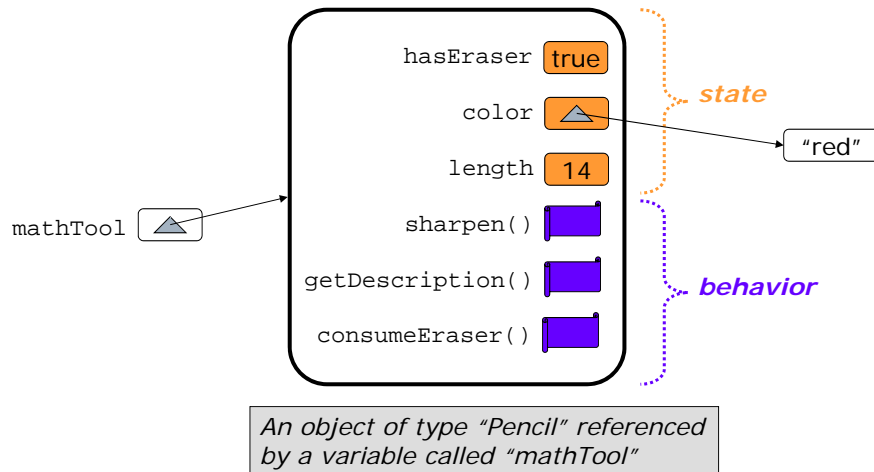 hasEraser true
color
state
“red”
length 14
mathTool
sharpen()
getDescription()
behavior
consumeEraser()
An object of type “Pencil” referenced
by a variable called “mathTool”